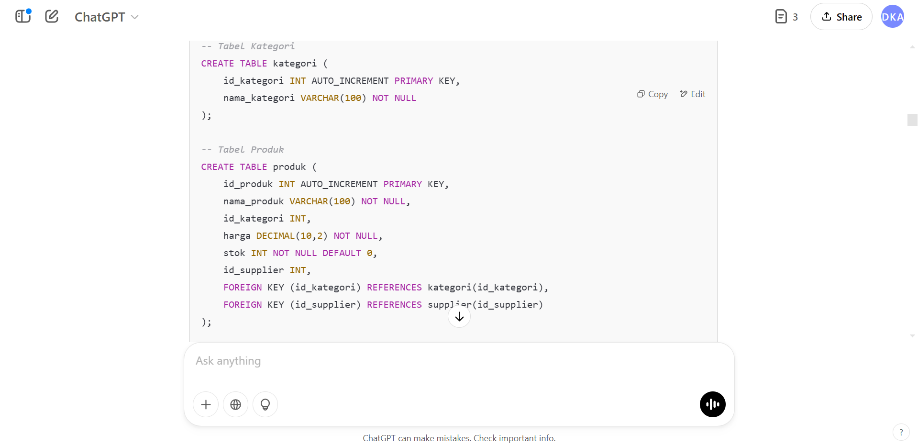 ChatGPT
3
Share
DKA
-- Tabel Kategori
CREATE TABLE kategori (
    id_kategori INT AUTO_INCREMENT PRIMARY KEY,
    nama_kategori VARCHAR(100) NOT NULL
Copy
Edit
);
-- Tabel Produk
CREATE TABLE produk (
    id_produk INT AUTO_INCREMENT PRIMARY KEY,
    nama_produk VARCHAR(100) NOT NULL,
    id_kategori INT,
    harga DECIMAL(10,2) NOT NULL,
    stok INT NOT NULL DEFAULT 0,
    id_supplier INT,
    FOREIGN KEY (id_kategori) REFERENCES kategori(id_kategori),
    FOREIGN KEY (id_supplier) REFERENCES supplier(id_supplier)
);
Ask anything
ChatGPT can make mistakes. Check important info.
?